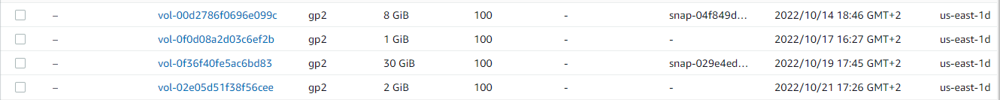 – vol-00d2786f0696e099c gp2 8 GiB 100 - snap-04f849d... 2022/10/14 18:46 GMT+2 us-east-1d
– vol-0f0d08a2d03c6ef2b gp2 1 GiB 100 - - 2022/10/17 16:27 GMT+2 us-east-1d
– vol-0f36f40fe5ac6bd83 gp2 30 GiB 100 - snap-029e4ed... 2022/10/19 17:45 GMT+2 us-east-1d
– vol-02e05d51f38f56cee gp2 2 GiB 100 - - 2022/10/21 17:26 GMT+2 us-east-1d